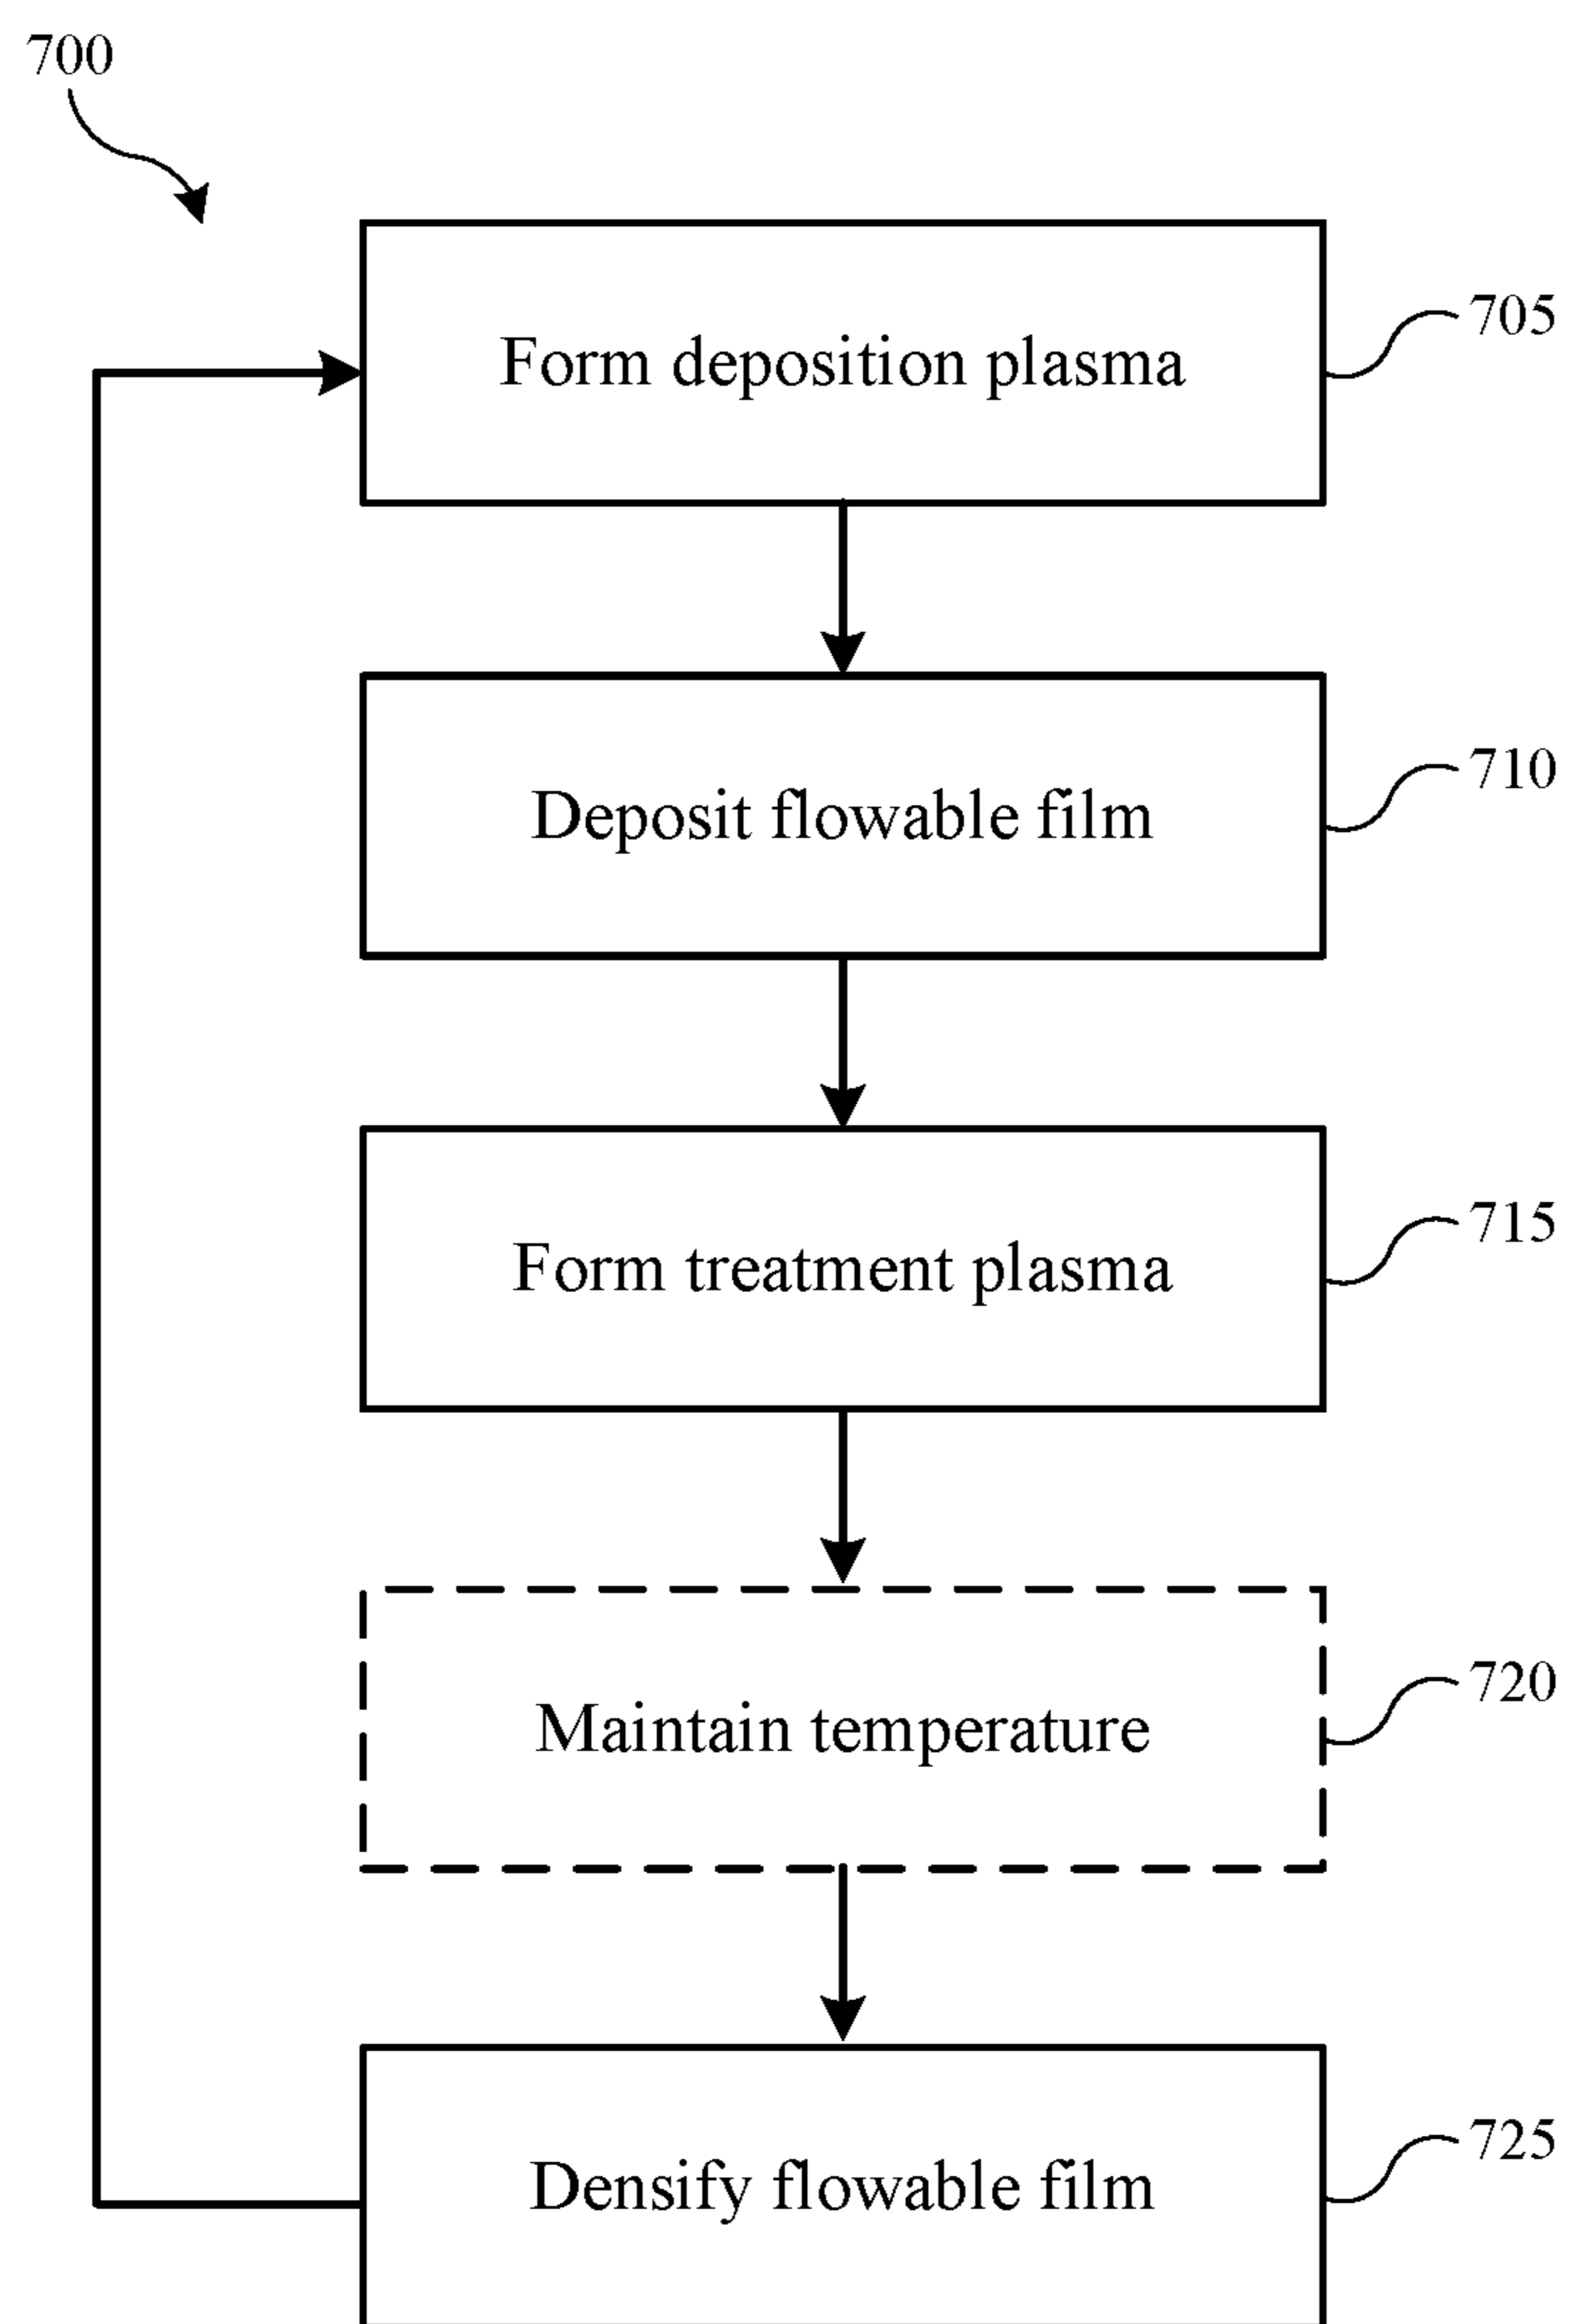 700
Form deposition plasma
705
Deposit flowable film
710
Form treatment plasma
715
Maintain temperature
720
Densify flowable film
725